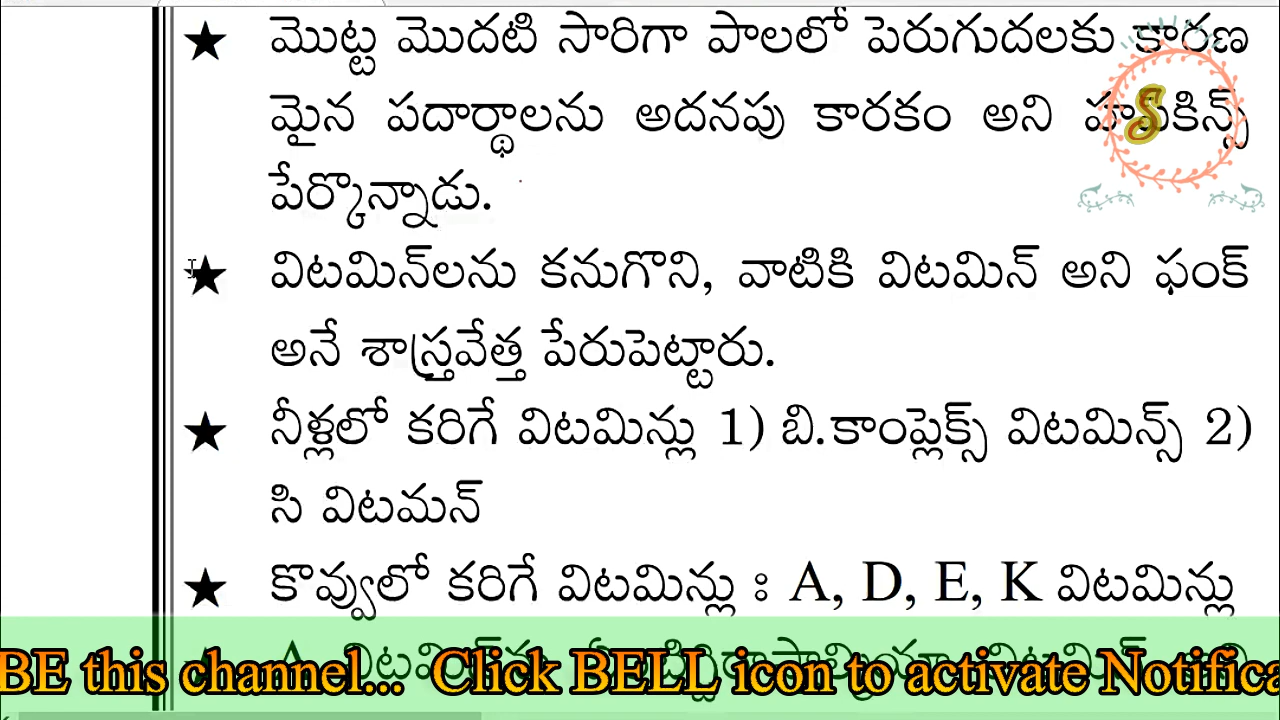 ★ మొట్ట మొదటి సారిగా పాలలో పెరుగుదలకు కారణ
మైన పదార్థాలను అదనపు కారకం అని
పేర్కొన్నాడు.
★ విటమిన్‌లను కనుగొని, వాటికి విటమిన్ అని ఫంక్
అనే శాస్త్రవేత్త పేరుపెట్టారు.
★ నీళ్లలో కరిగే విటమిన్లు 1) బి.కాంప్లెక్స్ విటమిన్స్ 2)
సి విటమన్
★ కొవ్వులో కరిగే విటమిన్లు : A, D, E, K విటమిన్లు
BE this channel... Click BELL icon to activate Notifica
S